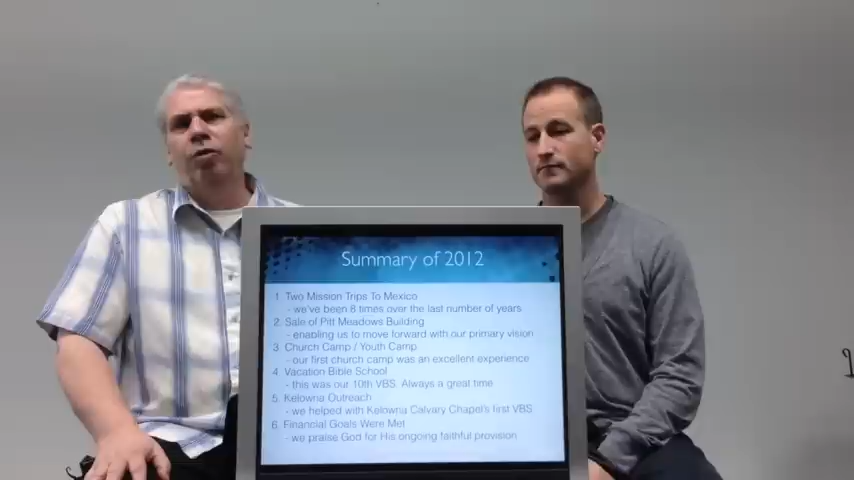 Summary of 2012
1 Two Mission Trips To Mexico
- we've been 8 times over the last number of years
2. Sale of Pitt Meadows Building
- enabling us to move forward with our primary vision
3 Church Camp / Youth Camp
- our first church camp was an excellent experience
4 Vacation Bible School
- this was our 10th VBS. Always a great time
5. Kelowna Outreach
- we helped with Kelowna Calvary Chapel's first VBS
6 Financial Goals Were Met
- we praise God for His ongoing faithful provision